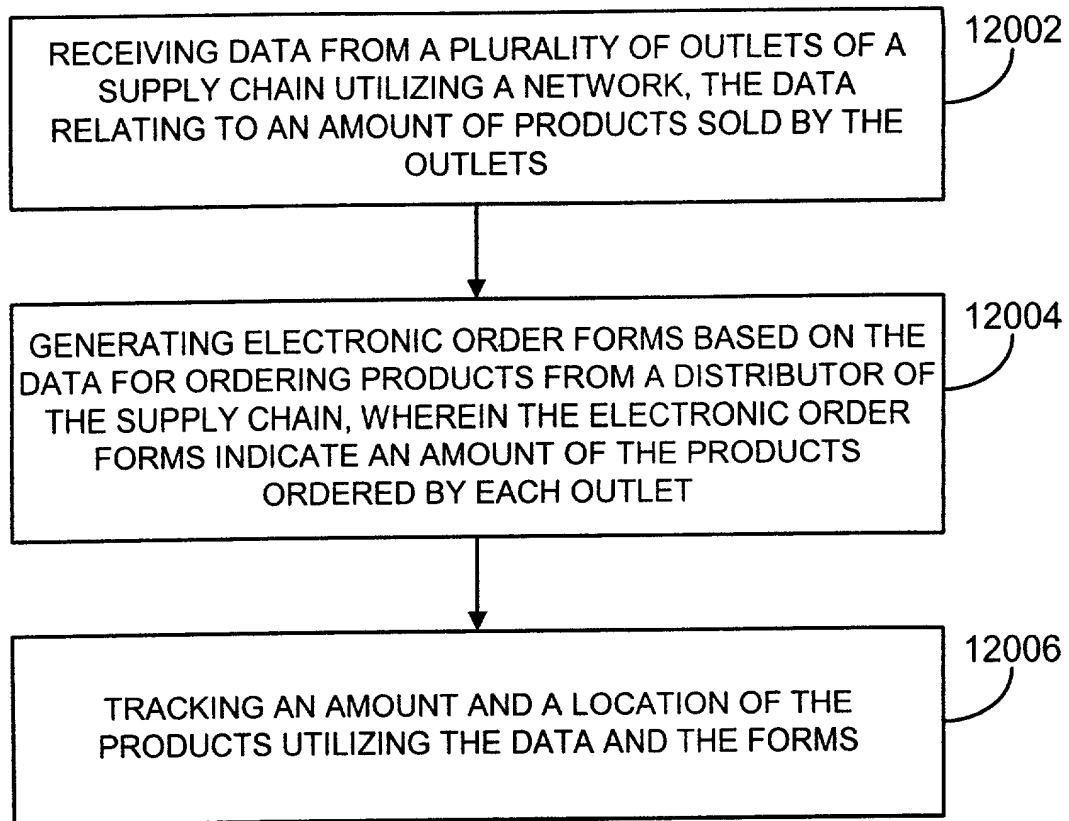 RECEIVING DATA FROM A PLURALITY OF OUTLETS OF A
SUPPLY CHAIN UTILIZING A NETWORK, THE DATA
RELATING TO AN AMOUNT OF PRODUCTS SOLD BY THE
OUTLETS
12002
GENERATING ELECTRONIC ORDER FORMS BASED ON THE
DATA FOR ORDERING PRODUCTS FROM A DISTRIBUTOR OF
THE SUPPLY CHAIN, WHEREIN THE ELECTRONIC ORDER
FORMS INDICATE AN AMOUNT OF THE PRODUCTS
ORDERED BY EACH OUTLET
12004
TRACKING AN AMOUNT AND A LOCATION OF THE
PRODUCTS UTILIZING THE DATA AND THE FORMS
12006